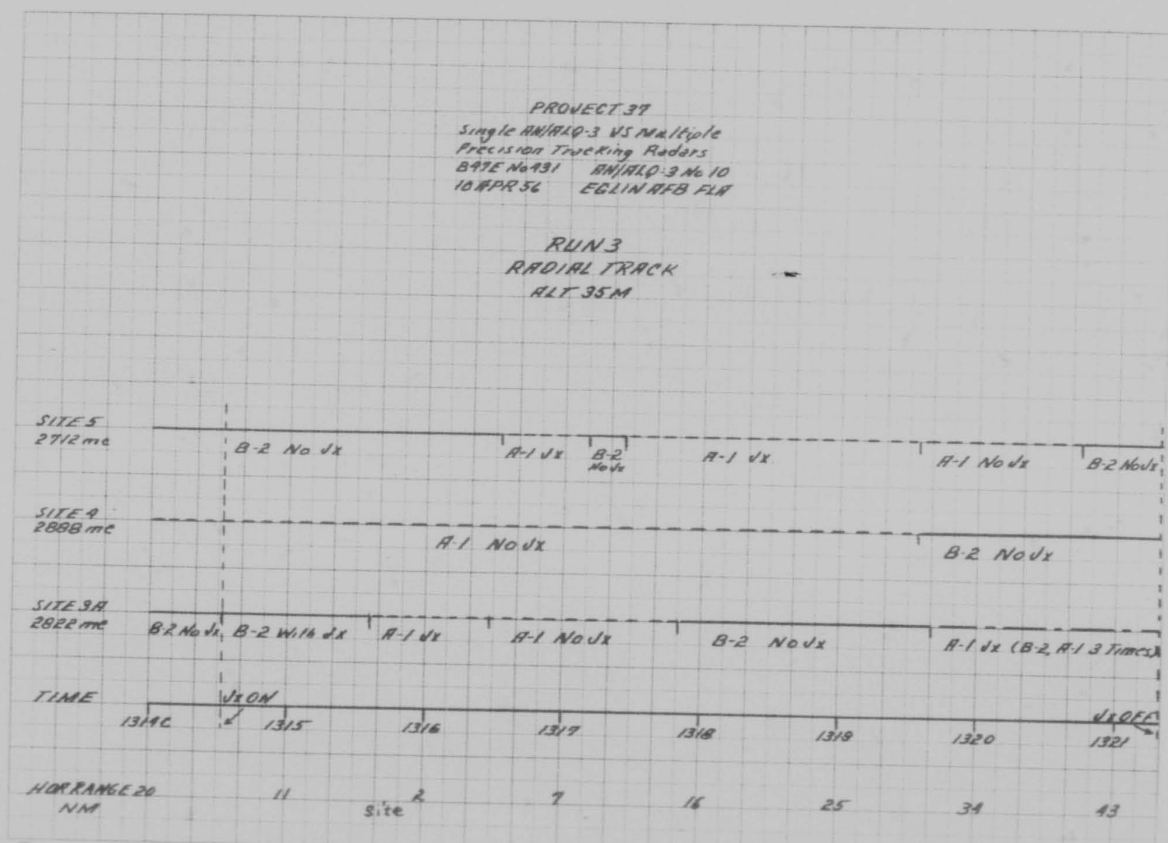 PROJECT 37
Single AN/ALQ-3 VS Multiple
Precision Tracking Radars
B47E No 431 AN/ALQ-3 No 10
10 APR 56 EGLIN AFB FLA
RUN 3
RADIAL TRACK
ALT 35M
SITE 5
2712 mc
B-2 No Jx
A-1 Jx
B-2
No Jx
A-1 Jx
A-1 No Jx
B-2 No Jx
SITE 4
2888 mc
A-1 No Jx
B-2 No Jx
SITE 3A
2822 mc
B-2 No Jx
B-2 With Jx
A-1 Jx
A-1 No Jx
B-2 No Jx
A-1 Jx (B-2, A-1 3 Times)
TIME
Jx ON
Jx OFF
1314C 1315 1316 1317 1318 1319 1320 1321
HOR RANGE 20 11 2 7 16 25 34 43
NM
Site